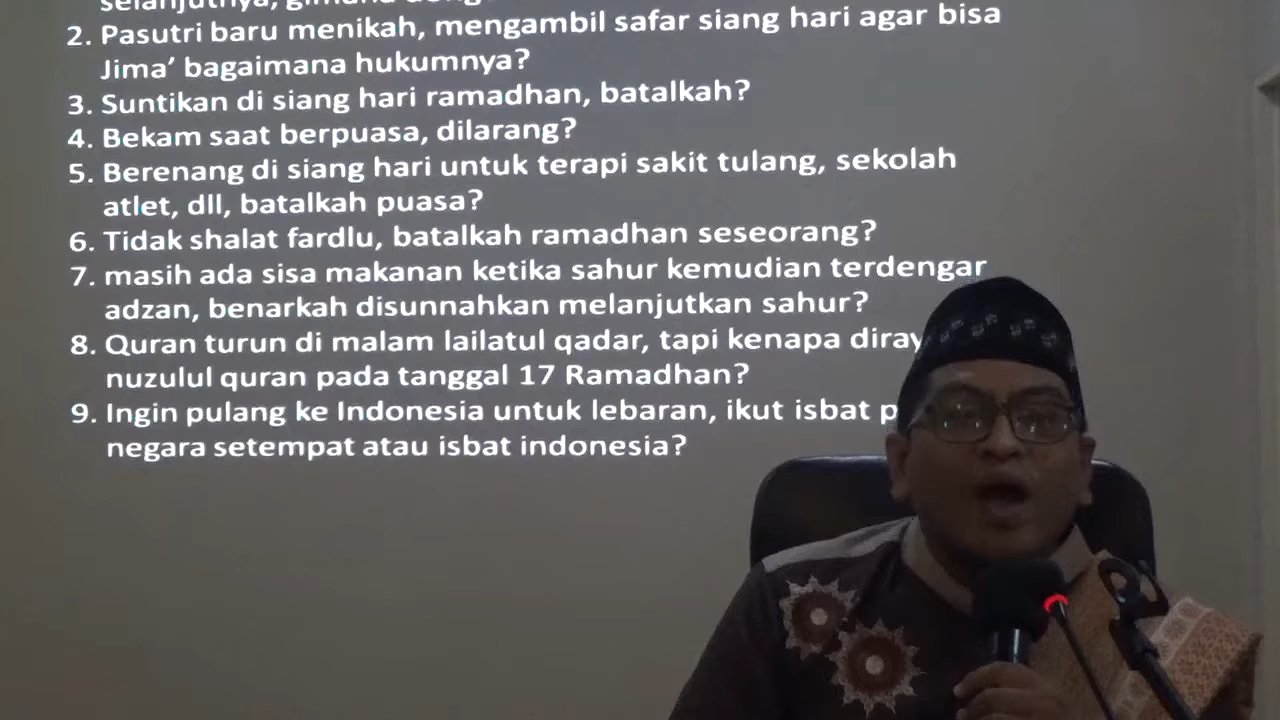 selanjutnya,
2. Pasutri baru menikah, mengambil safar siang hari agar bisa
Jima’ bagaimana hukumnya?
3. Suntikan di siang hari ramadhan, batalkah?
4. Bekam saat berpuasa, dilarang?
5. Berenang di siang hari untuk terapi sakit tulang, sekolah
atlet, dll, batalkah puasa?
6. Tidak shalat fardlu, batalkah ramadhan seseorang?
7. masih ada sisa makanan ketika sahur kemudian terdengar
adzan, benarkah disunnahkan melanjutkan sahur?
8. Quran turun di malam lailatul qadar, tapi kenapa
nuzulul quran pada tanggal 17 Ramadhan?
9. Ingin pulang ke Indonesia untuk lebaran, ikut isbat
negara setempat atau isbat indonesia?